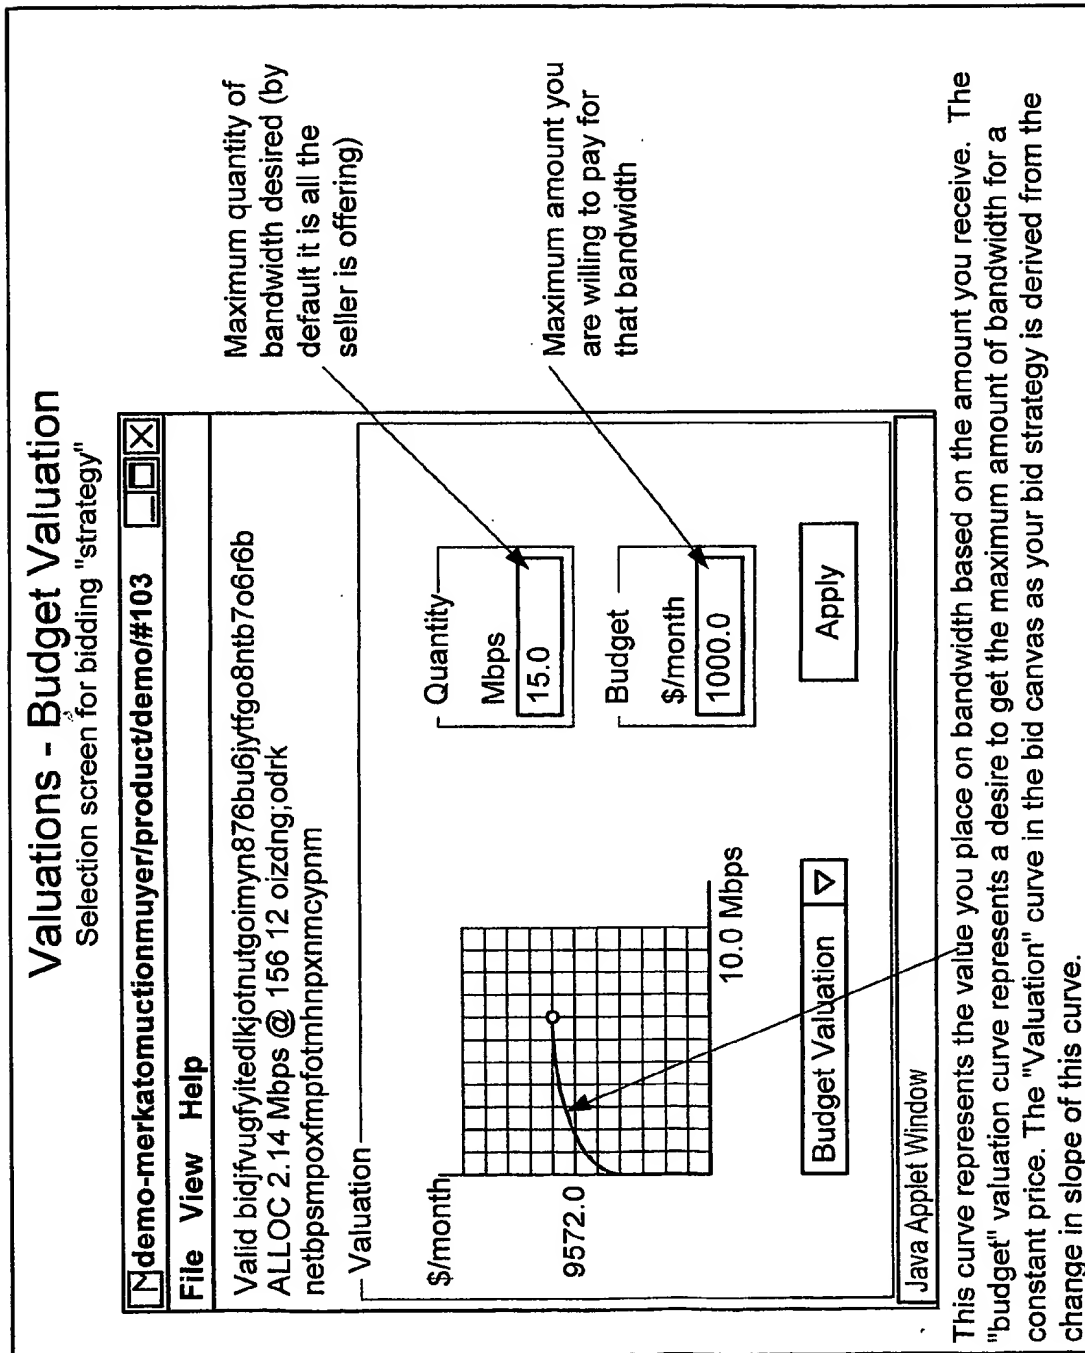 Valuations - Budget Valuation
Selection screen for bidding "strategy"
demo-merkatomuctionmuyer/product/demo/#103
File View Help
Valid bidjfvugfyitedlkjotnutgoimyn876bu6jytfgo8ntb7o6r6b
ALLOC 2.14 Mbps @ 156 12 oizdng;odrk
netbpsmpoxfmpfotmhnpxnmcypnm
Valuation
$/month
9572.0
10.0 Mbps
Quantity
Mbps
15.0
Budget
$/month
1000.0
Budget Valuation
Apply
Java Applet Window
Maximum quantity of
bandwidth desired (by
default it is all the
seller is offering)
Maximum amount you
are willing to pay for
that bandwidth
This curve represents the value you place on bandwidth based on the amount you receive. The
"budget" valuation curve represents a desire to get the maximum amount of bandwidth for a
constant price. The "Valuation" curve in the bid canvas as your bid strategy is derived from the
change in slope of this curve.